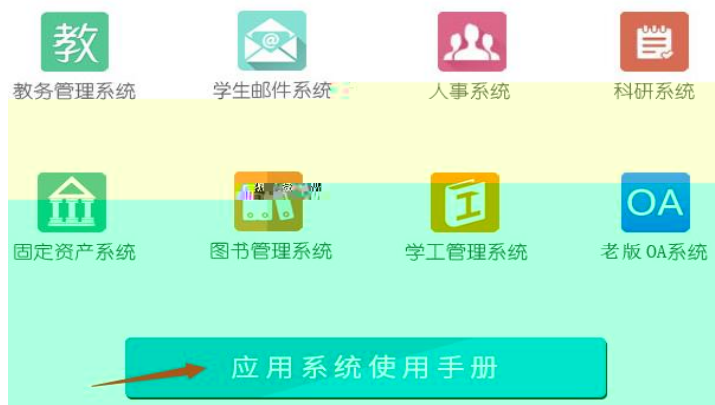 教
教务管理系统 学生邮件系统 人事系统 科研系统
OA
固定资产系统 图书管理系统 学工管理系统 老版OA系统
应用系统使用手册